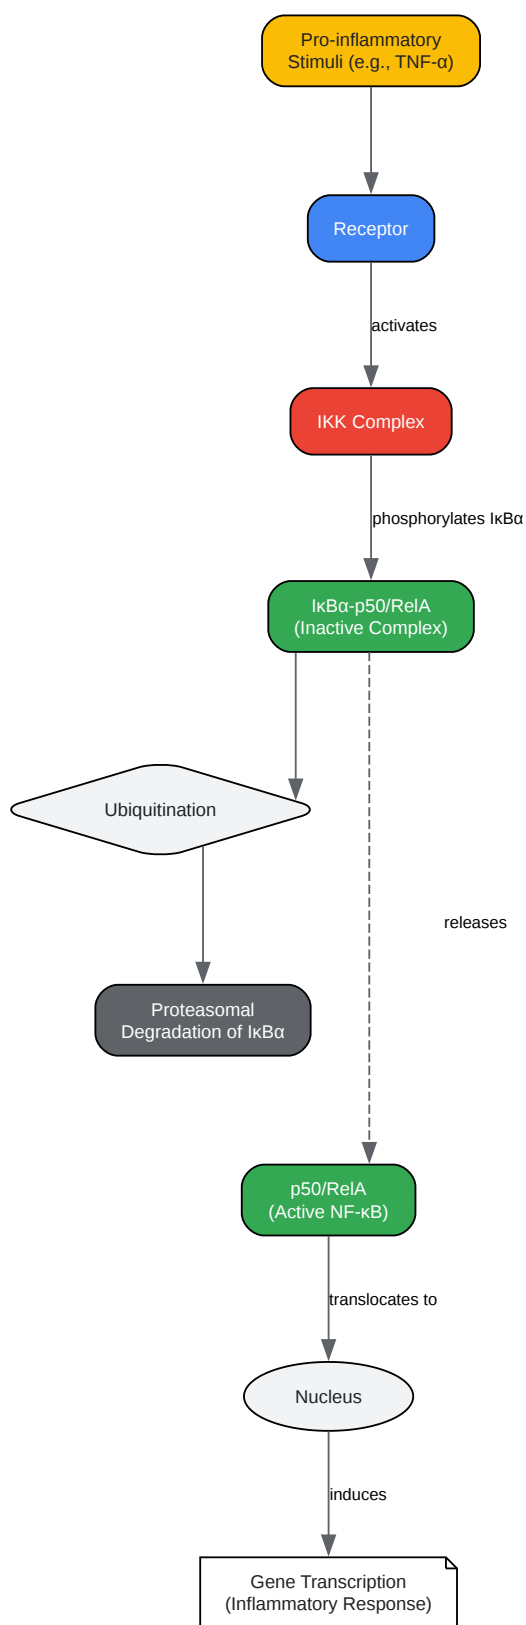 Pro-inflammatory
Stimuli (e.g., TNF-α)
Receptor
activates
IKK Complex
phosphorylates IκBα
IκBα-p50/RelA
(Inactive Complex)
Ubiquitination
releases
Proteasomal
Degradation of IκBα
p50/RelA
(Active NF-κB)
translocates to
Nucleus
induces
Gene Transcription
(Inflammatory Response)